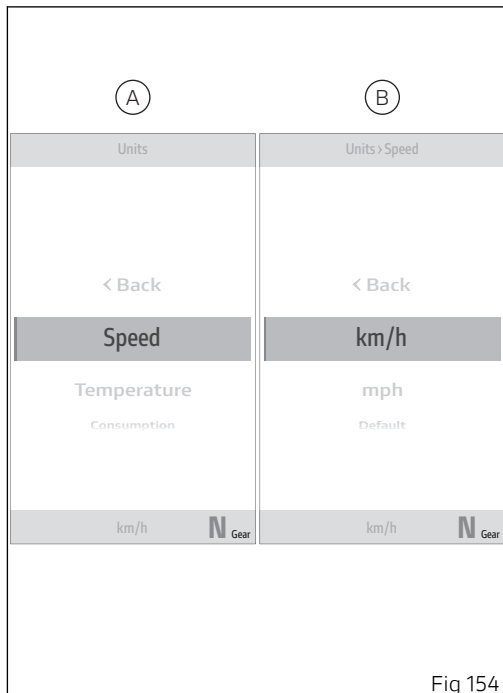 A
B
Units
Units › Speed
‹ Back
‹ Back
Speed
km/h
Temperature
mph
Consumption
Default
km/h
N Gear
km/h
N Gear
Fig 154